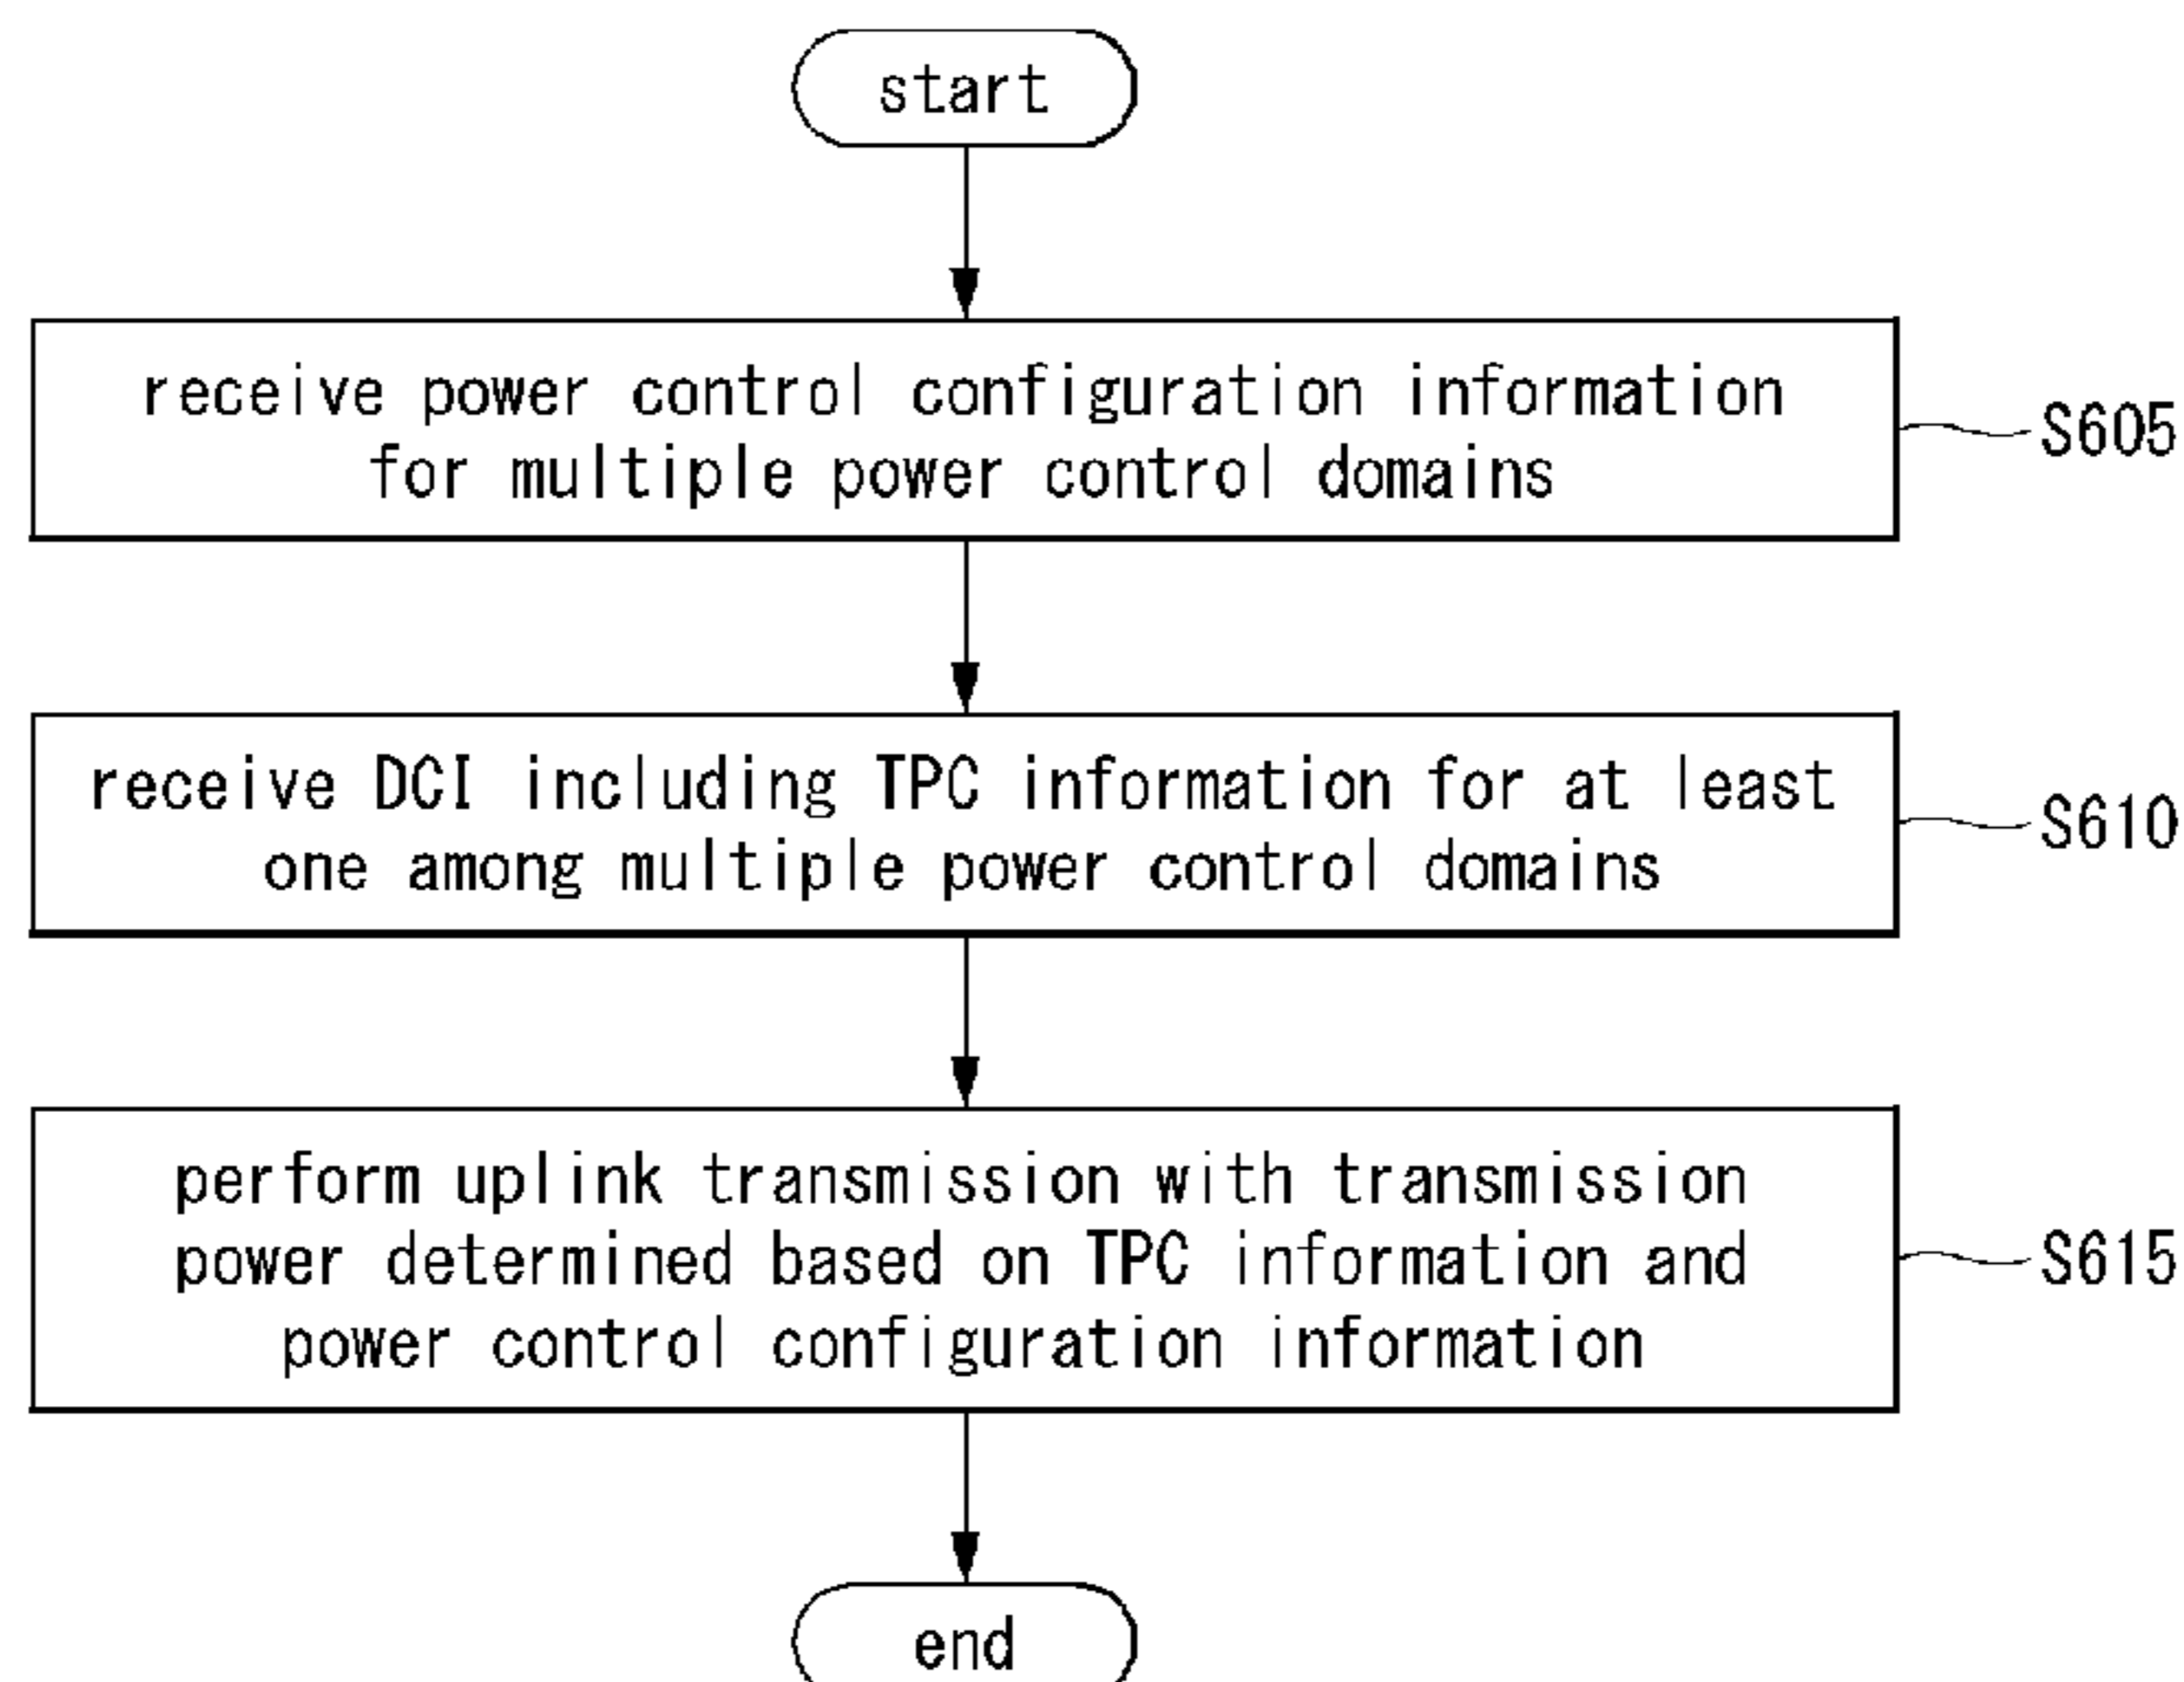 start
receive power control configuration information
for multiple power control domains
S605
receive DCI including TPC information for at least
one among multiple power control domains
S610
perform uplink transmission with transmission
power determined based on TPC information and
power control configuration information
S615
end